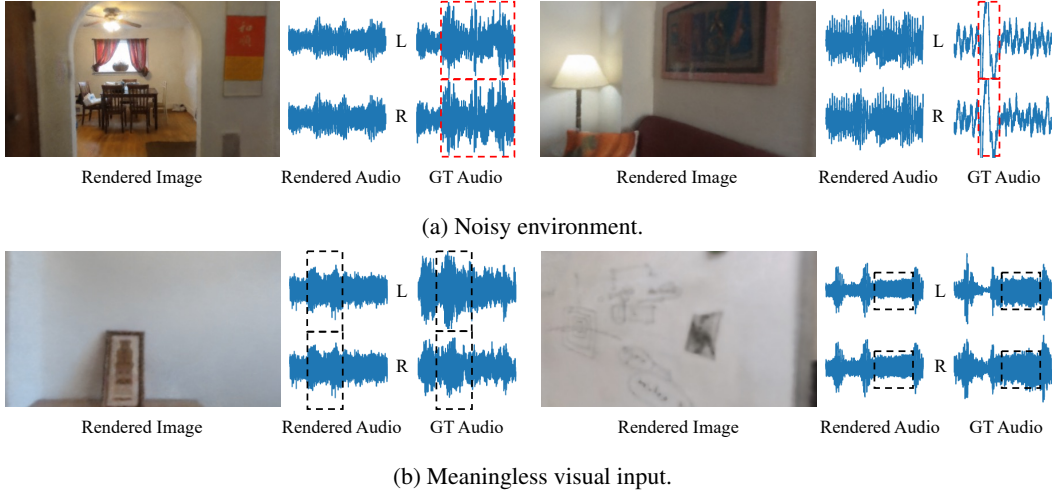 L
R
Rendered Image Rendered Audio GT Audio
L
R
Rendered Image Rendered Audio GT Audio
(a) Noisy environment.
L
R
Rendered Image Rendered Audio GT Audio
L
R
Rendered Image Rendered Audio GT Audio
(b) Meaningless visual input.